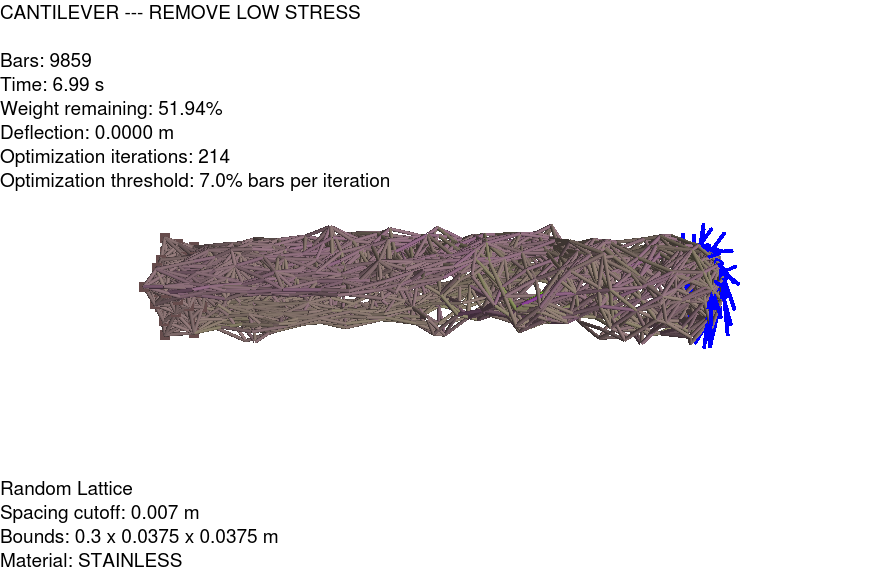 CANTILEVER --- REMOVE LOW STRESS
Bars: 9859
Time: 6.99 s
Weight remaining: 51.94%
Deflection: 0.0000 m
Optimization iterations: 214
Optimization threshold: 7.0% bars per iteration
Random Lattice
Spacing cutoff: 0.007 m
Bounds: 0.3 x 0.0375 x 0.0375 m
Material: STAINLESS